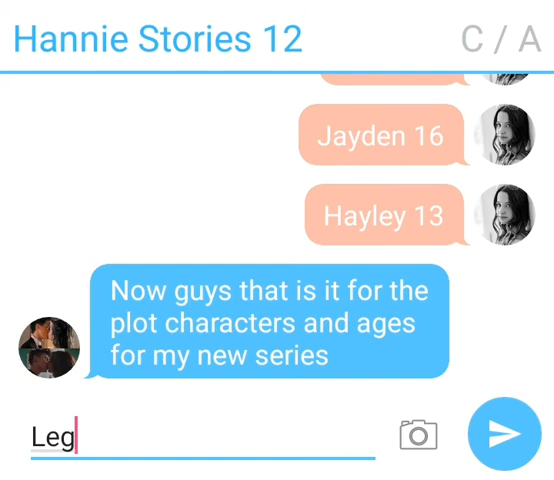 Hannie Stories 12
C / A
Jayden 16
Hayley 13
Now guys that is it for the
plot characters and ages
for my new series
Leg